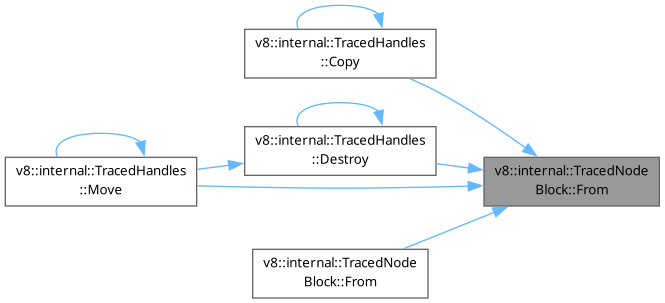 v8::internal::TracedHandles
::Copy
v8::internal::TracedHandles
::Destroy
v8::internal::TracedHandles
::Move
v8::internal::TracedNode
Block::From
v8::internal::TracedNode
Block::From